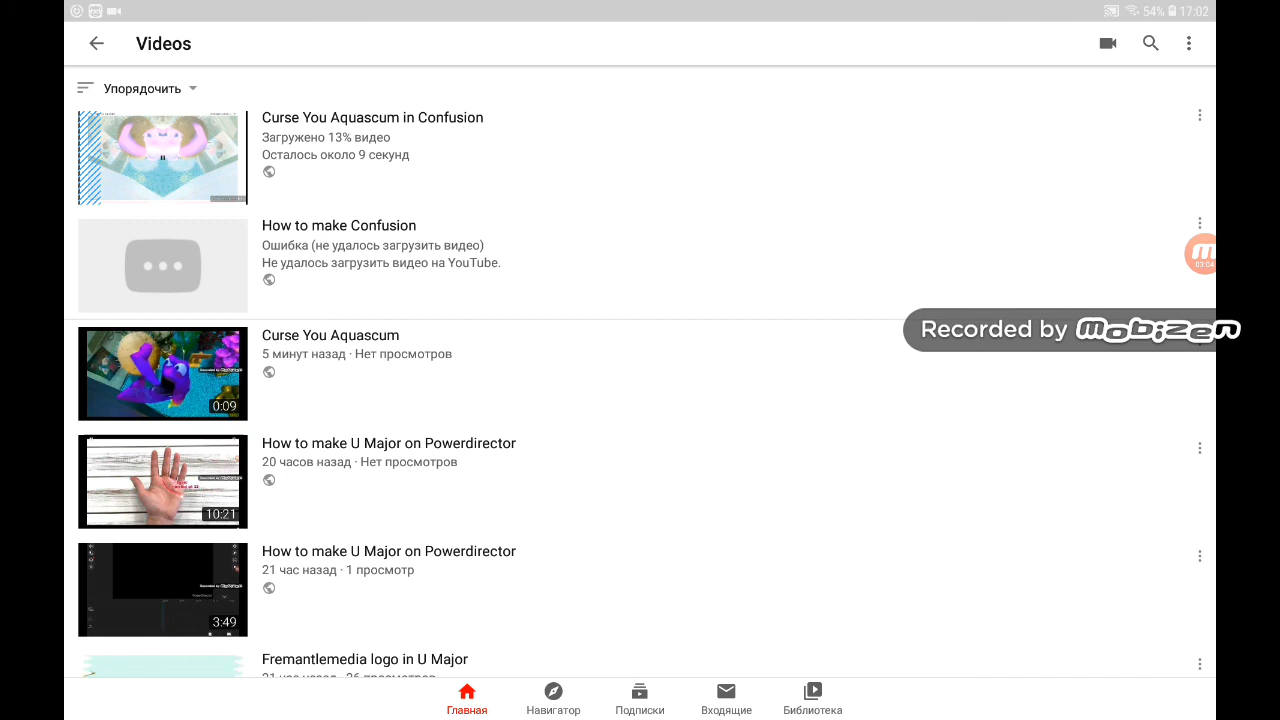 54% 17:02
Videos
Упорядочить
Curse You Aquascum in Confusion
Загружено 13% видео
Осталось около 9 секунд
How to make Confusion
Ошибка (не удалось загрузить видео)
Не удалось загрузить видео на YouTube.
03:04
Recorded by mobizen
Curse You Aquascum
5 минут назад · Нет просмотров
0:09
How to make U Major on Powerdirector
20 часов назад · Нет просмотров
10:21
How to make U Major on Powerdirector
21 час назад · 1 просмотр
3:49
Fremantlemedia logo in U Major
Главная
Навигатор
Подписки
Входящие
Библиотека